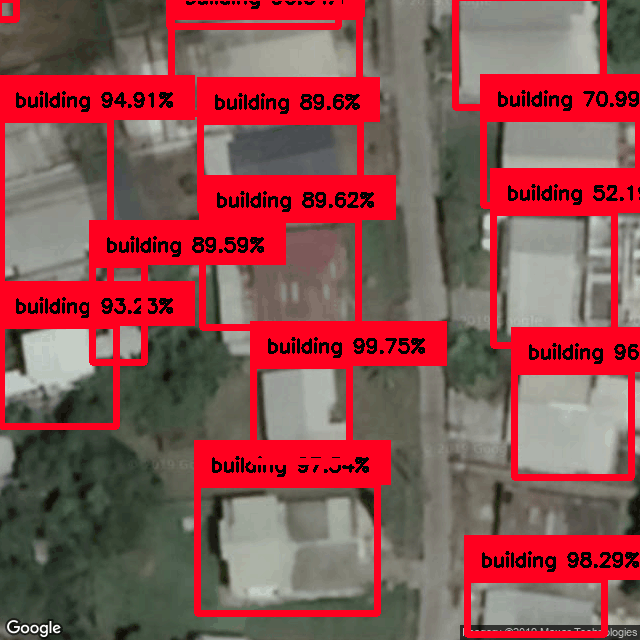 building 94.91%
building 89.6%
building 70.99
building 89.62%
building 52.1
building 89.59%
building 93.23%
building 99.75%
building 96
building 97.54%
building 98.29%
Google